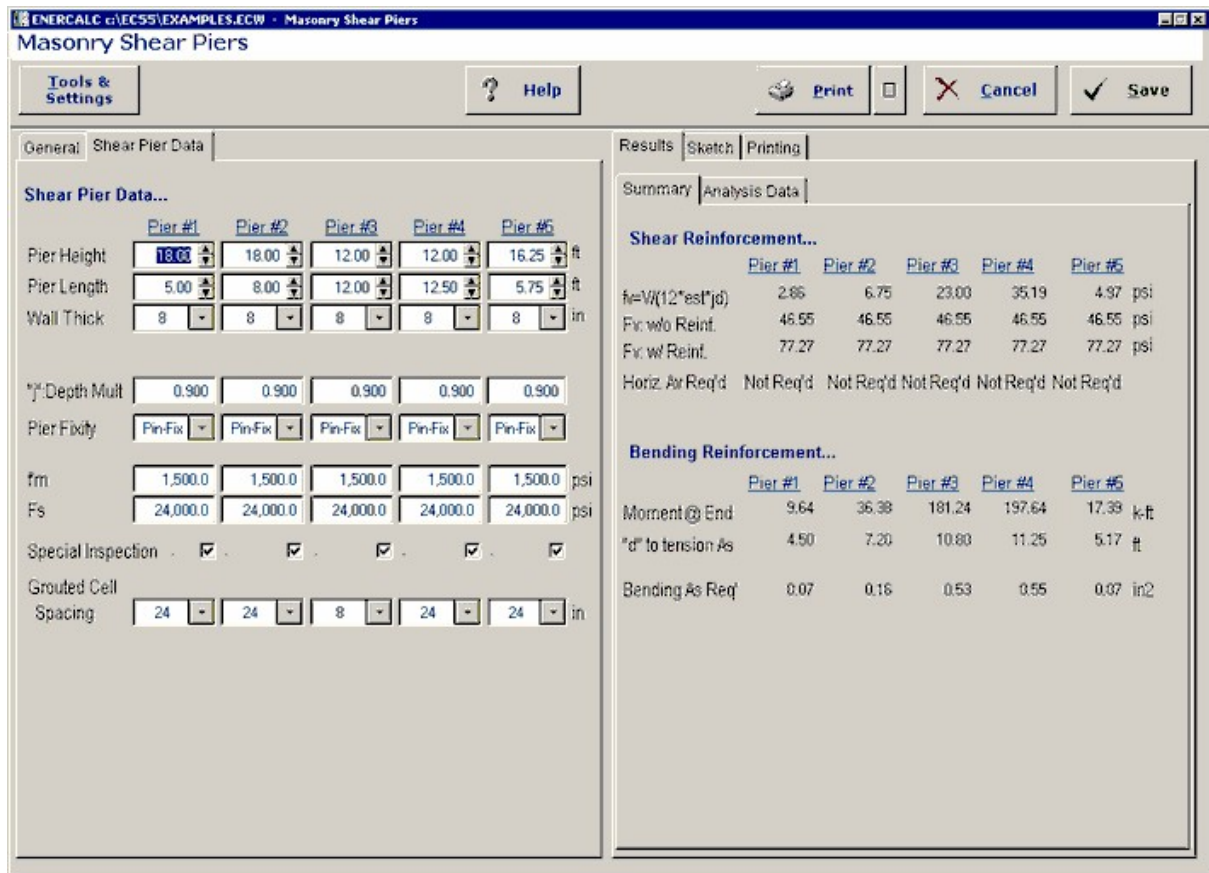 ENERCALC c:\EC55\EXAMPLES.ECW - Masonry Shear Piers
Masonry Shear Piers
Tools & Settings
? Help
Print
Cancel
Save
General Shear Pier Data
Shear Pier Data...
Pier #1 Pier #2 Pier #3 Pier #4 Pier #5
Pier Height 18.00 18.00 12.00 12.00 16.25 ft
Pier Length 5.00 8.00 12.00 12.50 5.75 ft
Wall Thick 8 8 8 8 8 in
"j":Depth Mult 0.900 0.900 0.900 0.900 0.900
Pier Fixity Pin-Fix Pin-Fix Pin-Fix Pin-Fix Pin-Fix
f'm 1,500.0 1,500.0 1,500.0 1,500.0 1,500.0 psi
Fs 24,000.0 24,000.0 24,000.0 24,000.0 24,000.0 psi
Special Inspection
Grouted Cell
Spacing 24 24 8 24 24 in
Results Sketch Printing
Summary Analysis Data
Shear Reinforcement...
Pier #1 Pier #2 Pier #3 Pier #4 Pier #5
fv=V/(12*est*jd) 2.86 6.75 23.00 35.19 4.97 psi
Fv: w/o Reinf. 46.55 46.55 46.55 46.55 46.55 psi
Fv: w/ Reinf. 77.27 77.27 77.27 77.27 77.27 psi
Horiz. Av Req'd Not Req'd Not Req'd Not Req'd Not Req'd Not Req'd
Bending Reinforcement...
Pier #1 Pier #2 Pier #3 Pier #4 Pier #5
Moment @ End 9.64 36.38 181.24 197.64 17.39 k-ft
"d" to tension As 4.50 7.20 10.80 11.25 5.17 ft
Bending As Req' 0.07 0.16 0.53 0.55 0.07 in2